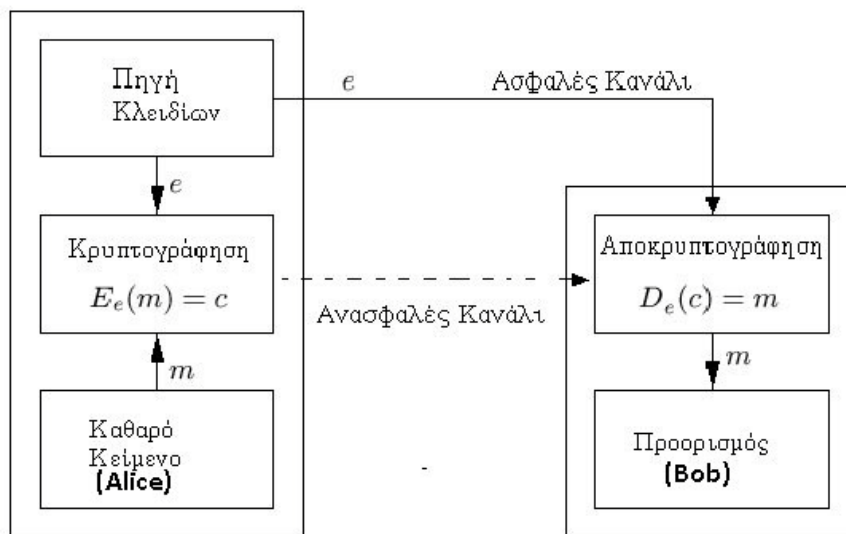 Πηγή
Κλειδίων
e
Ασφαλές Κανάλι
e
Κρυπτογράφηση
E_e(m) = c
Ανασφαλές Κανάλι
Αποκρυπτογράφηση
D_e(c) = m
m
m
Καθαρό
Κείμενο
(Alice)
Προορισμός
(Bob)